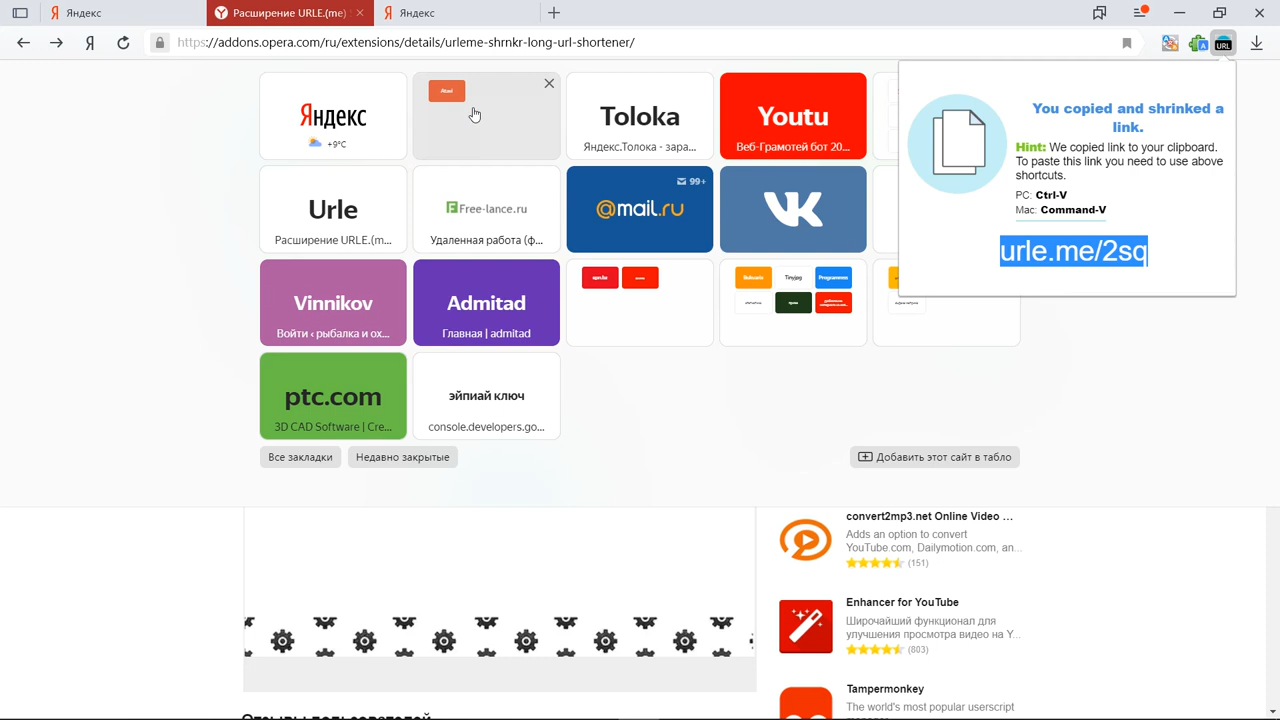 Яндекс
Расширение URLE.(me)
Яндекс
Я
https://addons.opera.com/ru/extensions/details/urleme-shrnkr-long-url-shortener/
URL
Яндекс
+9°C
Toloka
Яндекс.Толока - зара...
Youtu
Веб-Грамотей бот 20...
Urle
Расширение URLE.(m...
Free-lance.ru
Удаленная работа (ф...
99+
@mail.ru
Vinnikov
Войти ‹ рыбалка и ох...
Admitad
Главная | admitad
Tinyjpg
ptc.com
3D CAD Software | Cre...
эйпиай ключ
console.developers.go...
Все закладки
Недавно закрытые
Добавить этот сайт в табло
You copied and shrinked a
link.
Hint: We copied link to your clipboard.
To paste this link you need to use above
shortcuts.
PC: Ctrl-V
Mac: Command-V
urle.me/2sq
convert2mp3.net Online Video ...
Adds an option to convert
YouTube.com, Dailymotion.com, an...
(151)
Enhancer for YouTube
Широчайший функционал для
улучшения просмотра видео на Y...
(803)
Tampermonkey
The world's most popular userscript
Отзывы пользователей